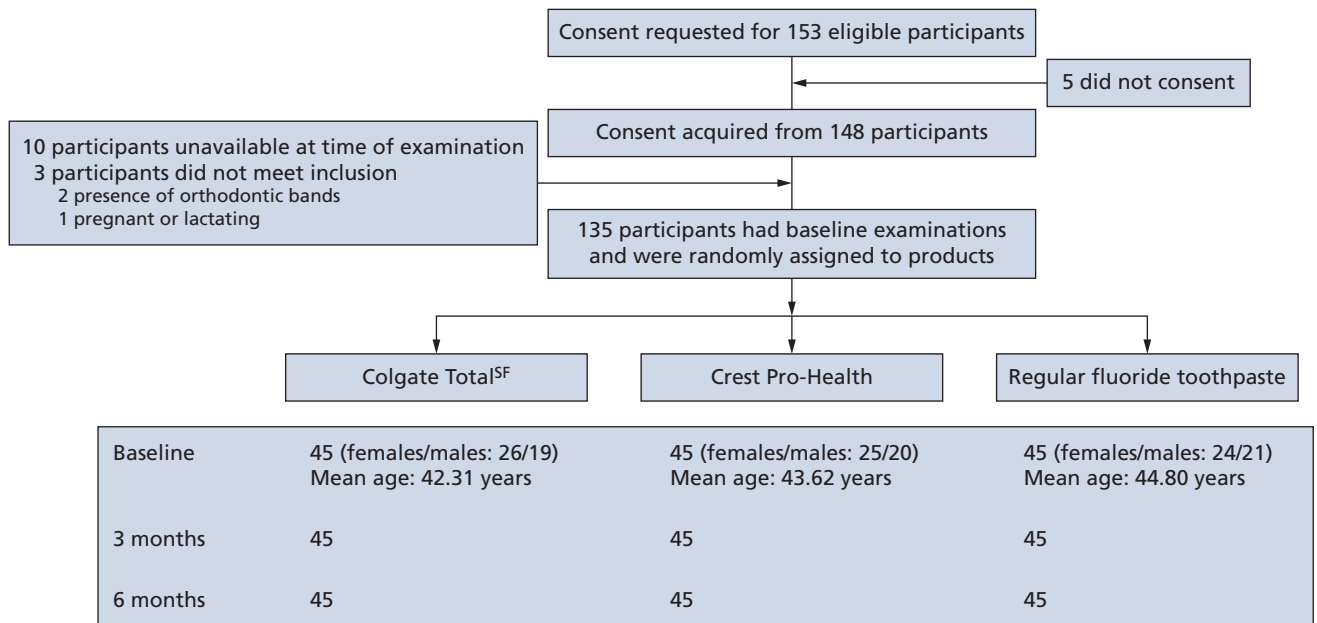 Consent requested for 153 eligible participants
5 did not consent
Consent acquired from 148 participants
10 participants unavailable at time of examination
3 participants did not meet inclusion
2 presence of orthodontic bands
1 pregnant or lactating
135 participants had baseline examinations
and were randomly assigned to products
Colgate Total^SF
Crest Pro-Health
Regular fluoride toothpaste
Baseline
45 (females/males: 26/19)
Mean age: 42.31 years
45 (females/males: 25/20)
Mean age: 43.62 years
45 (females/males: 24/21)
Mean age: 44.80 years
3 months
45
45
45
6 months
45
45
45